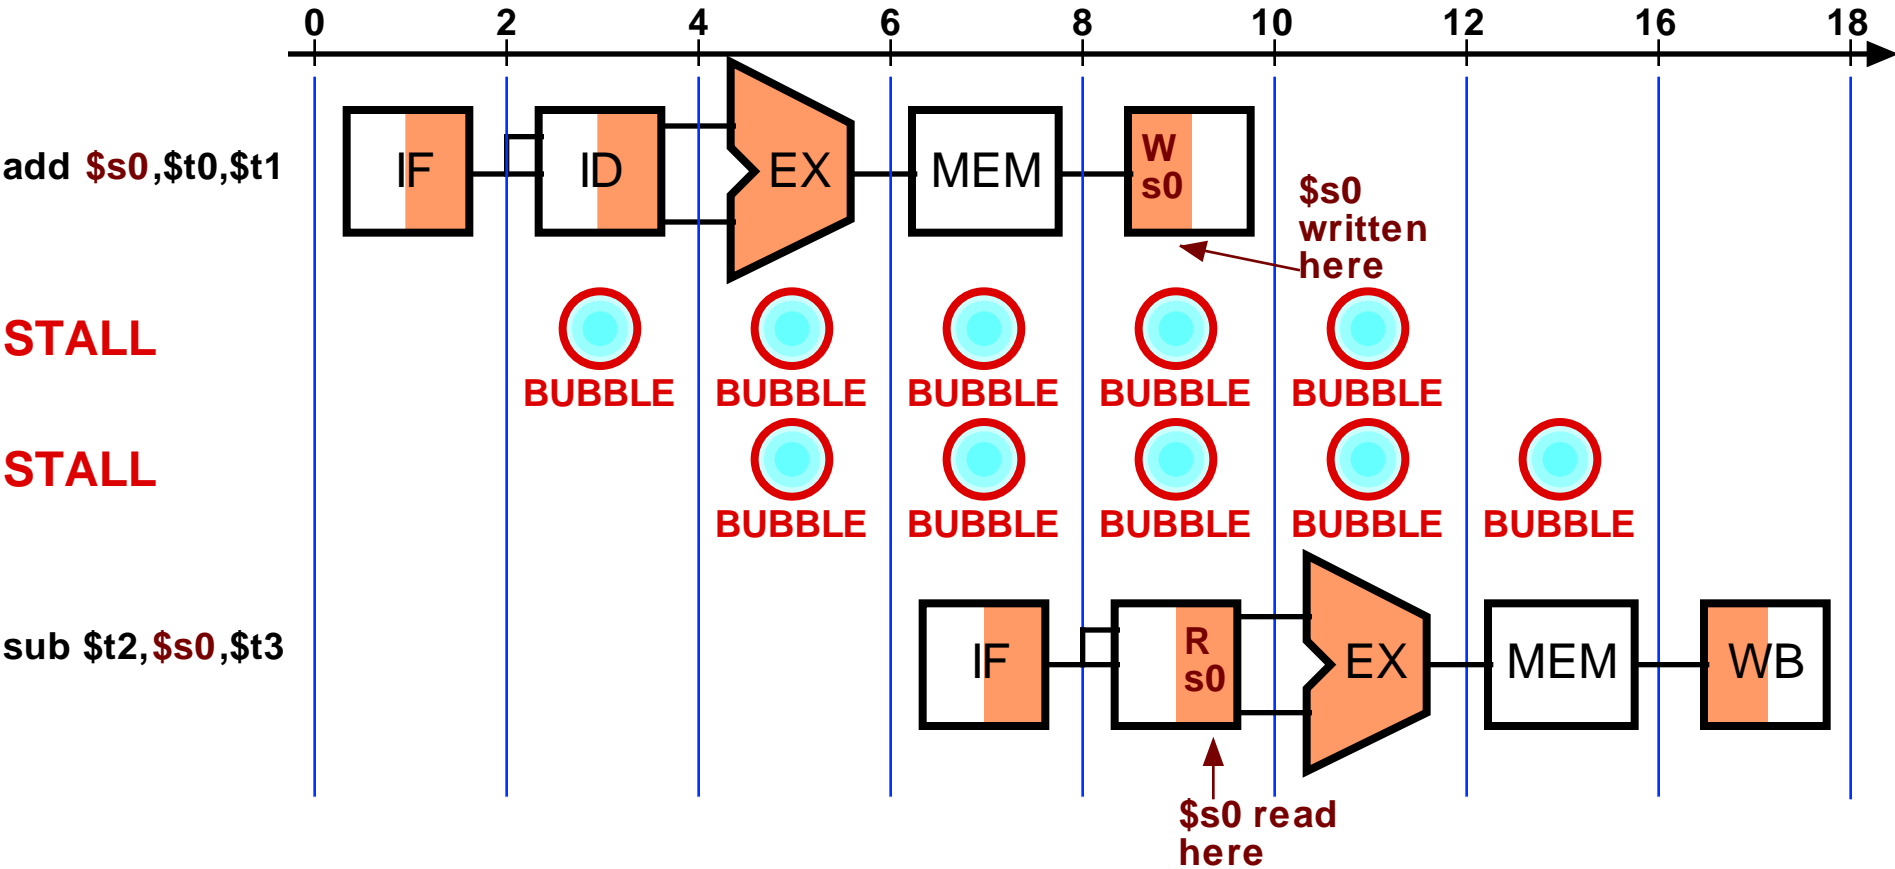 0 2 4 6 8 10 12 16 18
add $s0,$t0,$t1
IF ID EX MEM
W
s0
$s0
written
here
STALL
BUBBLE BUBBLE BUBBLE BUBBLE BUBBLE
STALL
BUBBLE BUBBLE BUBBLE BUBBLE BUBBLE
sub $t2,$s0,$t3
IF
R
s0
EX MEM WB
$s0 read
here